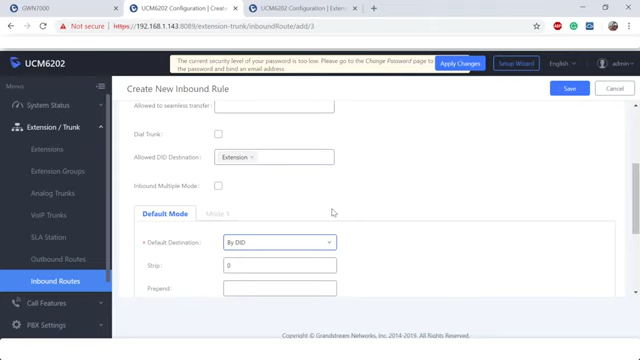 GWN7000
UCM6202 Configuration | Create
UCM6202 Configuration | Extens
Not secure | https://192.168.1.143:8089/extension-trunk/inboundRoute/add/3
UCM6202
The current security level of your password is too low. Please go to the Change Password page to
the password and bind an email address.
Apply Changes
Setup Wizard
English
admin
Menus
System Status
Extension / Trunk
Extensions
Extension Groups
Analog Trunks
VoIP Trunks
SLA Station
Outbound Routes
Inbound Routes
Call Features
PBX Settings
Create New Inbound Rule
Save
Cancel
Allowed to seamless transfer
Dial Trunk:
Allowed DID Destination:
Extension ×
Inbound Multiple Mode:
Default Mode
Mode 1
* Default Destination:
By DID
Strip:
0
Prepend:
Copyright © Grandstream Networks, Inc. 2014-2019. All Rights Reserved.